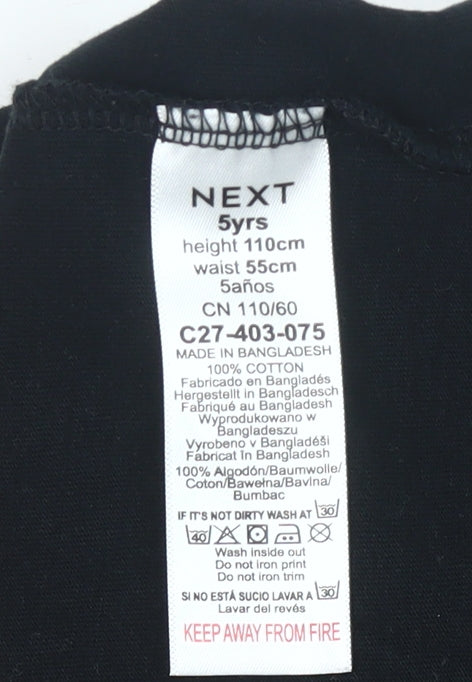 NEXT
5yrs
height 110cm
waist 55cm
5años
CN 110/60
C27-403-075
MADE IN BANGLADESH
100% COTTON
Fabricado en Bangladés
Hergestellt in Bangladesch
Fabriqué au Bangladesh
Wyprodukowano w
Bangladeszu
Vyrobeno v Bangladéši
Fabricat în Bangladesh
100% Algodón/Baumwolle/
Coton/Bawełna/Bavlna/
Bumbac
IF IT'S NOT DIRTY WASH AT 30
40
Wash inside out
Do not iron print
Do not iron trim
SI NO ESTÁ SUCIO LAVAR A 30
Lavar del revés
KEEP AWAY FROM FIRE